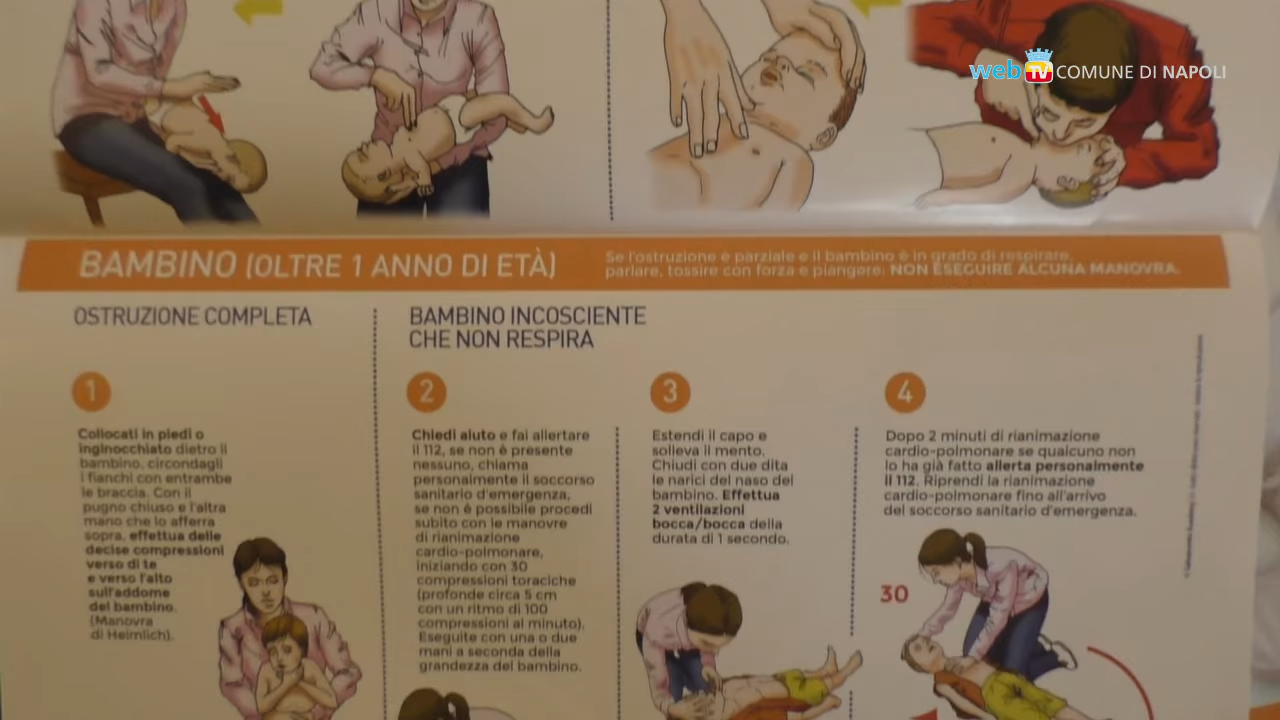 web TV COMUNE DI NAPOLI
BAMBINO (OLTRE 1 ANNO DI ETÀ)
Se l'ostruzione è parziale e il bambino è in grado di respirare,
parlare, tossire con forza e piangere. NON ESEGUIRE ALCUNA MANOVRA.
OSTRUZIONE COMPLETA
BAMBINO INCOSCIENTE
CHE NON RESPIRA
1
Collocati in piedi o
inginocchiato dietro il
bambino, circondagli
i fianchi con entrambe
le braccia. Con il
pugno chiuso e l'altra
mano che lo afferra
sopra, effettua delle
decise compressioni
verso di te
e verso l'alto
sull'addome
del bambino.
(Manovra
di Heimlich).
2
Chiedi aiuto e fai allertare
il 112, se non è presente
nessuno, chiama
personalmente il soccorso
sanitario d'emergenza,
se non è possibile procedi
subito con le manovre
di rianimazione
cardio-polmonare,
iniziando con 30
compressioni toraciche
(profonde circa 5 cm
con un ritmo di 100
compressioni al minuto).
Eseguite con una o due
mani a seconda della
grandezza del bambino.
3
Estendi il capo e
solleva il mento.
Chiudi con due dita
le narici del naso del
bambino. Effettua
2 ventilazioni
bocca/bocca della
durata di 1 secondo.
4
Dopo 2 minuti di rianimazione
cardio-polmonare se qualcuno non
lo ha già fatto allerta personalmente
il 112. Riprendi la rianimazione
cardio-polmonare fino all'arrivo
del soccorso sanitario d'emergenza.
30